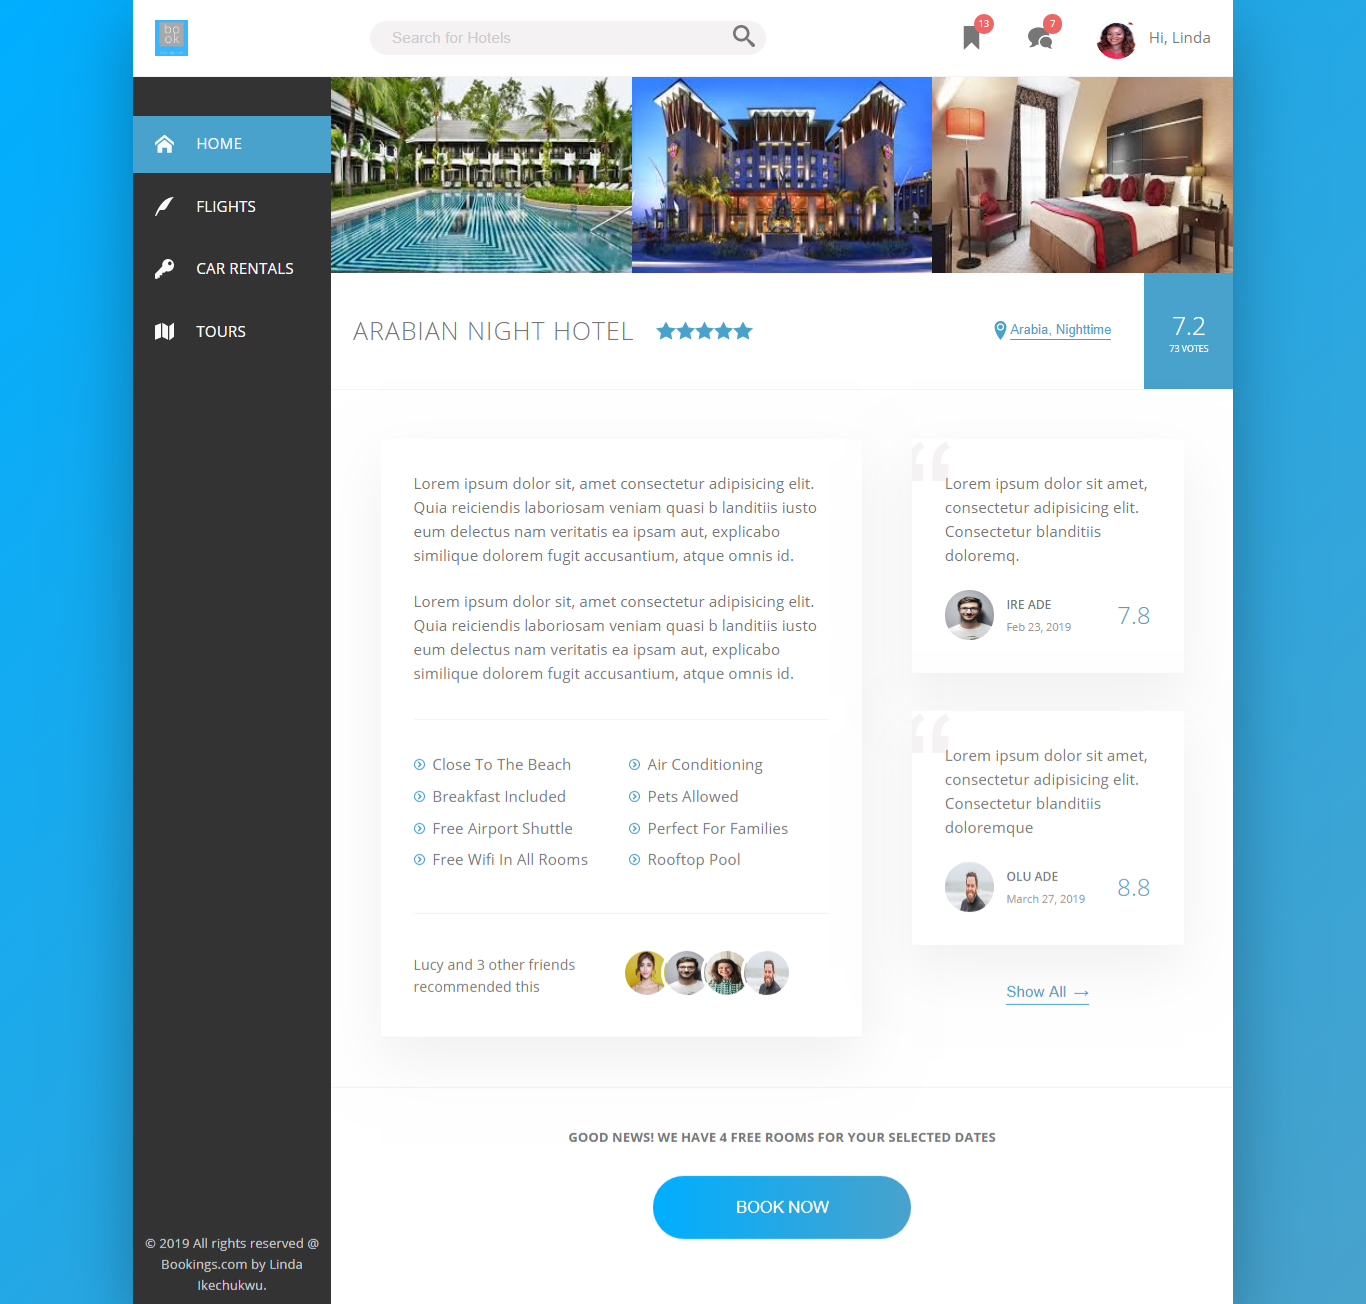 bo
ok
Search for Hotels
13
7
Hi, Linda
HOME
FLIGHTS
CAR RENTALS
TOURS
ARABIAN NIGHT HOTEL
Arabia, Nighttime
7.2
73 VOTES
Lorem ipsum dolor sit, amet consectetur adipisicing elit.
Quia reiciendis laboriosam veniam quasi b landitiis iusto
eum delectus nam veritatis ea ipsam aut, explicabo
similique dolorem fugit accusantium, atque omnis id.
Lorem ipsum dolor sit, amet consectetur adipisicing elit.
Quia reiciendis laboriosam veniam quasi b landitiis iusto
eum delectus nam veritatis ea ipsam aut, explicabo
similique dolorem fugit accusantium, atque omnis id.
Close To The Beach
Breakfast Included
Free Airport Shuttle
Free Wifi In All Rooms
Air Conditioning
Pets Allowed
Perfect For Families
Rooftop Pool
Lucy and 3 other friends
recommended this
“
Lorem ipsum dolor sit amet,
consectetur adipisicing elit.
Consectetur blanditiis
doloremq.
IRE ADE
Feb 23, 2019
7.8
“
Lorem ipsum dolor sit amet,
consectetur adipisicing elit.
Consectetur blanditiis
doloremque
OLU ADE
March 27, 2019
8.8
Show All →
GOOD NEWS! WE HAVE 4 FREE ROOMS FOR YOUR SELECTED DATES
BOOK NOW
© 2019 All rights reserved @
Bookings.com by Linda
Ikechukwu.